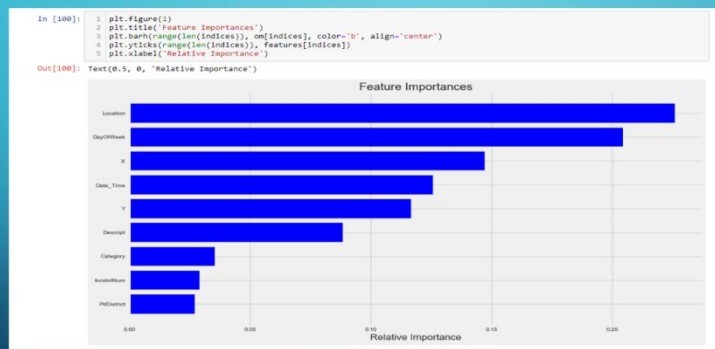 In [100]:
1 plt.figure(1)
2 plt.title('Feature Importances')
3 plt.barh(range(len(indices)), om[indices], color='b', align='center')
4 plt.yticks(range(len(indices)), features[indices])
5 plt.xlabel('Relative Importance')
Out[100]: Text(0.5, 0, 'Relative Importance')
Feature Importances
Location
DayOfWeek
X
Date_Time
Y
Descript
Category
IncidntNum
PdDistrict
0.00 0.05 0.10 0.15 0.20
Relative Importance